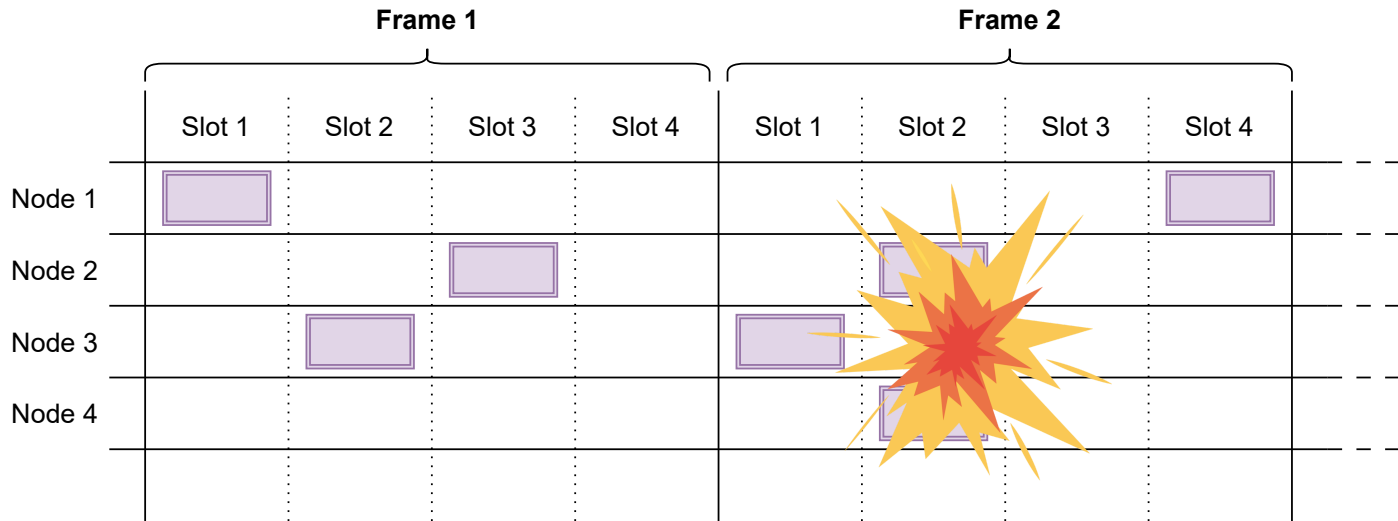 Frame 1 Frame 2
Slot 1 Slot 2 Slot 3 Slot 4 Slot 1 Slot 2 Slot 3 Slot 4
Node 1
Node 2
Node 3
Node 4